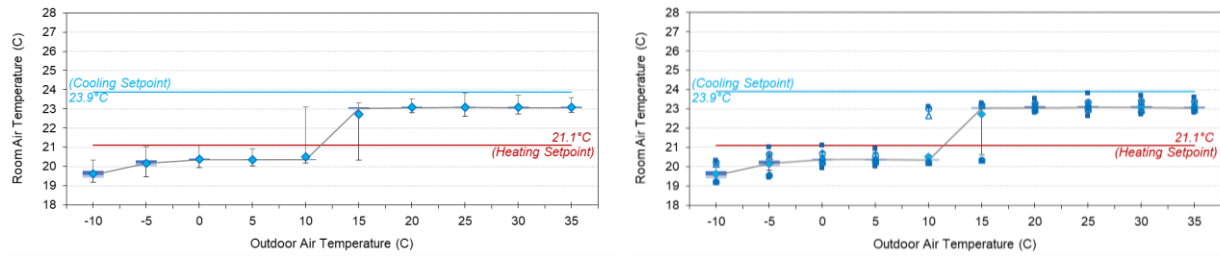 28
27
26
25
24
23
22
21
20
19
18
Room Air Temperature (C)
(Cooling Setpoint)
23.9°C
21.1°C
(Heating Setpoint)
-10 -5 0 5 10 15 20 25 30 35
Outdoor Air Temperature (C)
28
27
26
25
24
23
22
21
20
19
18
Room Air Temperature (C)
(Cooling Setpoint)
23.9°C
21.1°C
(Heating Setpoint)
-10 -5 0 5 10 15 20 25 30 35
Outdoor Air Temperature (C)